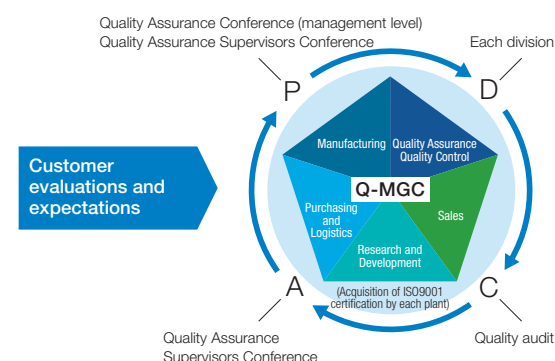 Quality Assurance Conference (management level)
Quality Assurance Supervisors Conference
Each division
P
D
Manufacturing
Quality Assurance
Quality Control
Customer
evaluations and
expectations
Q-MGC
Purchasing
and
Logistics
Sales
Research and
Development
A
C
(Acquisition of ISO9001
certification by each plant)
Quality Assurance
Supervisors Conference
Quality audit